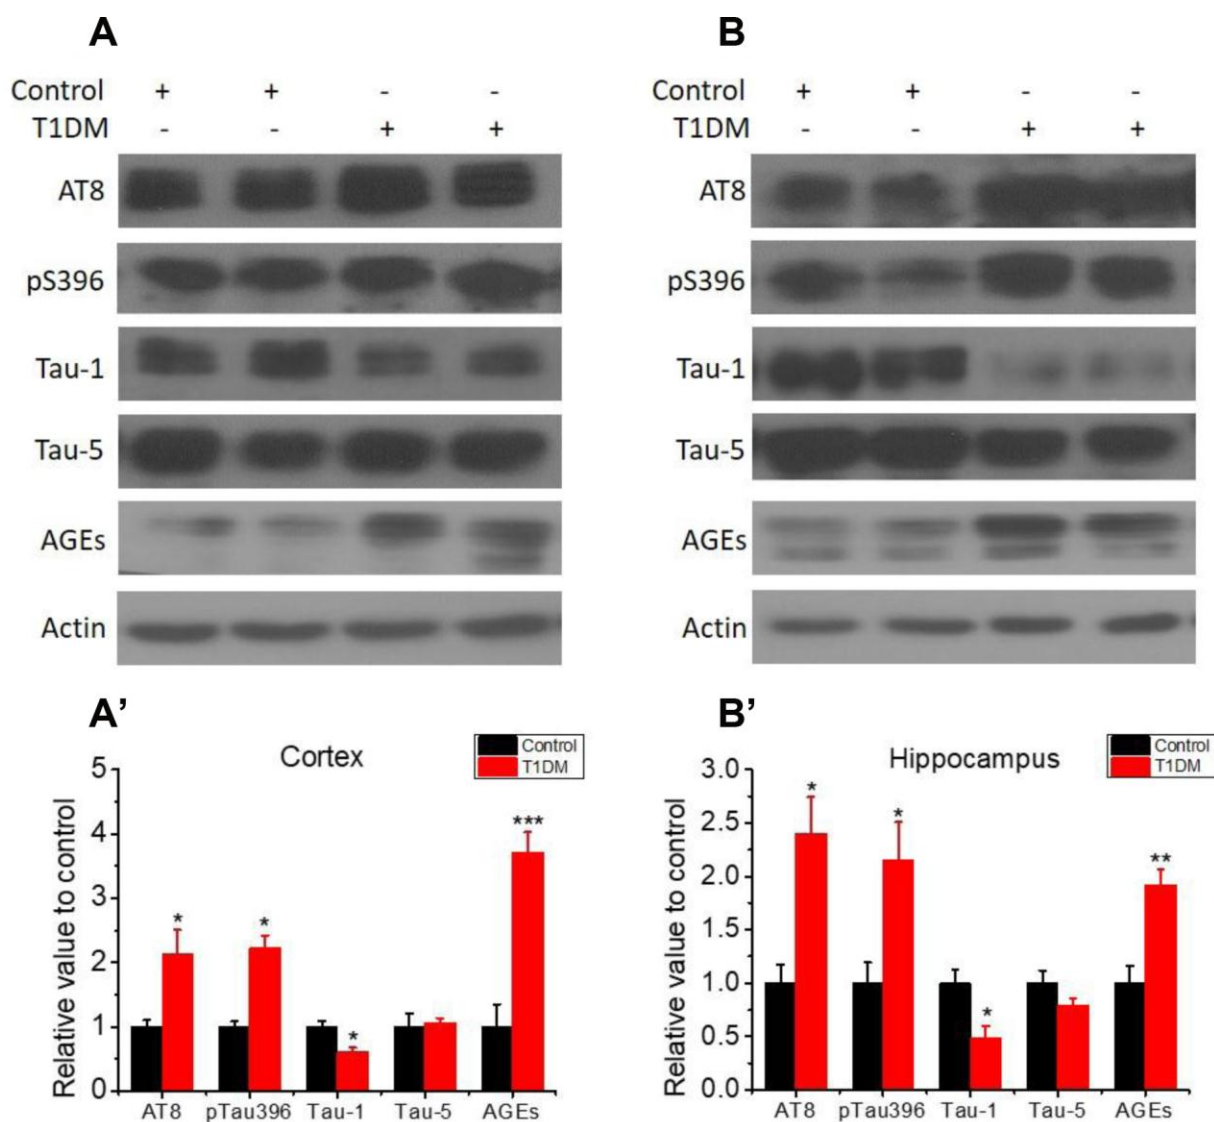 A
Control + + - -
T1DM - - + +
AT8
pS396
Tau-1
Tau-5
AGEs
Actin
B
Control + + - -
T1DM - - + +
AT8
pS396
Tau-1
Tau-5
AGEs
Actin
A'
Cortex
Control
T1DM
Relative value to control
5
4
3
2
1
0
*
*
*
***
AT8 pTau396 Tau-1 Tau-5 AGEs
B'
Hippocampus
Control
T1DM
Relative value to control
3.0
2.5
2.0
1.5
1.0
0.5
0.0
*
*
*
**
AT8 pTau396 Tau-1 Tau-5 AGEs